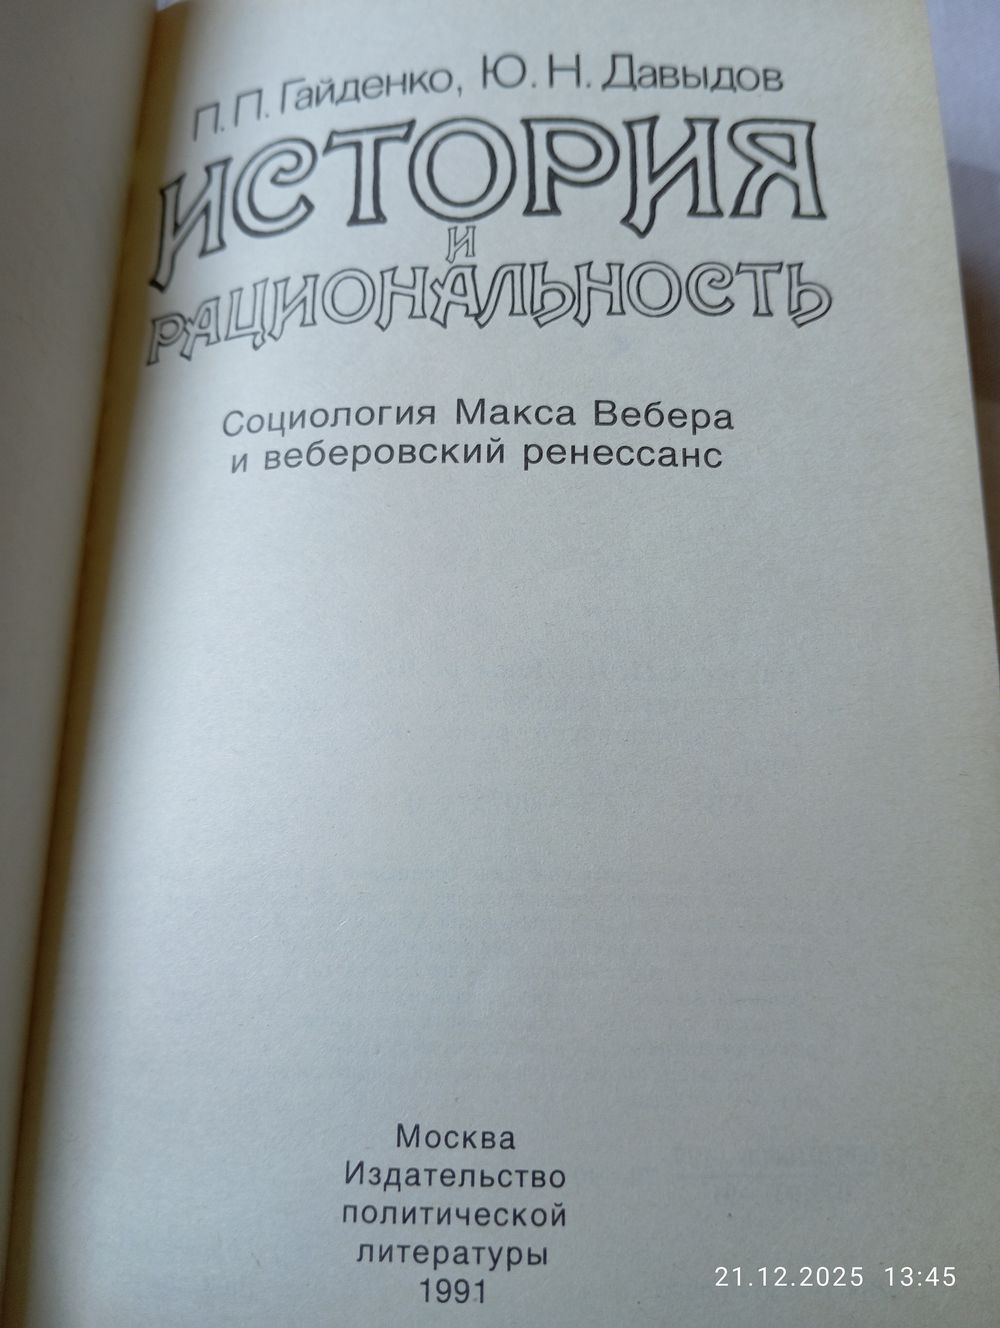 П. П. Гайденко, Ю. Н. Давыдов
ИСТОРИЯ
И
РАЦИОНАЛЬНОСТЬ
Социология Макса Вебера
и веберовский ренессанс
Москва
Издательство
политической
литературы
1991
21.12.2025 13:45